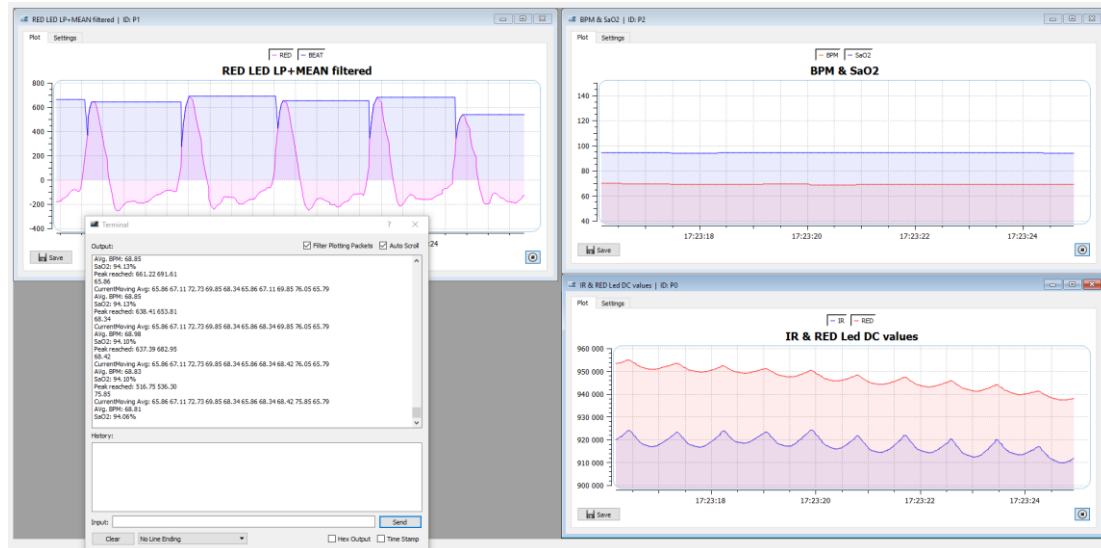 RED LED LP+MEAN filtered | ID: P1
Plot Settings
RED BEAT
RED LED LP+MEAN filtered
800
600
400
200
0
-200
-400
24
Save
BPM & SaO2 | ID: P2
Plot Settings
BPM SaO2
BPM & SaO2
140
120
100
80
60
40
17:23:18 17:23:20 17:23:22 17:23:24
Save
Terminal
Output:
Filter Plotting Packets Auto Scroll
Avg. BPM: 68.85
SaO2: 94.13%
Peak reached: 661.22 691.61
65.86
CurrentMoving Avg: 65.86 67.11 72.73 69.85 68.34 65.86 67.11 69.85 76.05 65.79
Avg. BPM: 68.85
SaO2: 94.13%
Peak reached: 638.41 653.81
68.34
CurrentMoving Avg: 65.86 67.11 72.73 69.85 68.34 65.86 68.34 69.85 76.05 65.79
Avg. BPM: 68.98
SaO2: 94.10%
Peak reached: 637.39 682.95
68.42
CurrentMoving Avg: 65.86 67.11 72.73 69.85 68.34 65.86 68.34 68.42 76.05 65.79
Avg. BPM: 68.83
SaO2: 94.10%
Peak reached: 516.75 536.30
75.85
CurrentMoving Avg: 65.86 67.11 72.73 69.85 68.34 65.86 68.34 68.42 75.85 65.79
Avg. BPM: 68.81
SaO2: 94.06%
History:
Input:
Send
Clear No Line Ending Hex Output Time Stamp
IR & RED Led DC values | ID: P0
Plot Settings
IR RED
IR & RED Led DC values
960 000
950 000
940 000
930 000
920 000
910 000
900 000
17:23:18 17:23:20 17:23:22 17:23:24
Save